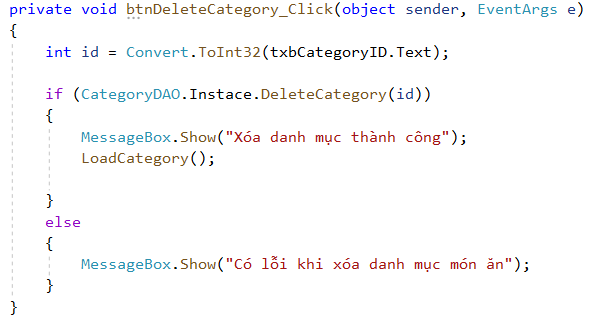 private void btnDeleteCategory_Click(object sender, EventArgs e)
{
int id = Convert.ToInt32(txbCategoryID.Text);
if (CategoryDAO.Instace.DeleteCategory(id))
{
MessageBox.Show("Xóa danh mục thành công");
LoadCategory();
}
else
{
MessageBox.Show("Có lỗi khi xóa danh mục món ăn");
}
}